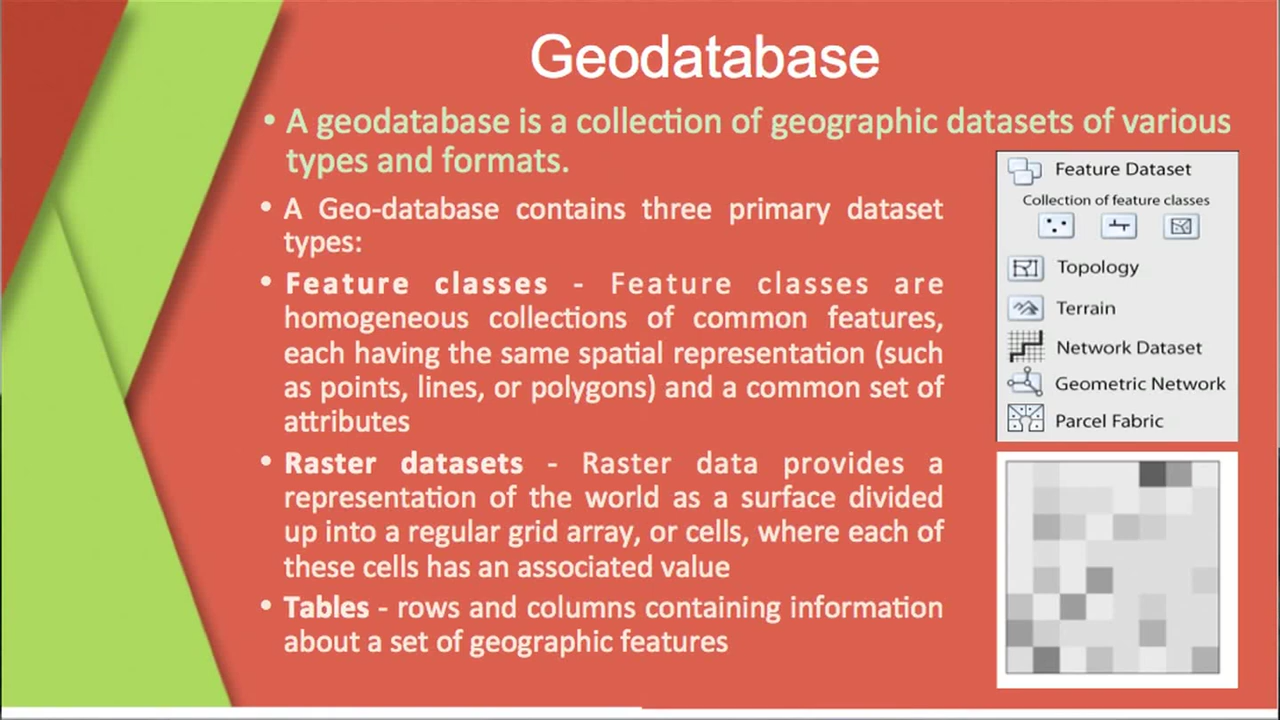 Geodatabase
• A geodatabase is a collection of geographic datasets of various
types and formats.
• A Geo-database contains three primary dataset
types:
• Feature classes - Feature classes are
homogeneous collections of common features,
each having the same spatial representation (such
as points, lines, or polygons) and a common set of
attributes
• Raster datasets - Raster data provides a
representation of the world as a surface divided
up into a regular grid array, or cells, where each of
these cells has an associated value
• Tables - rows and columns containing information
about a set of geographic features
Feature Dataset
Collection of feature classes
Topology
Terrain
Network Dataset
Geometric Network
Parcel Fabric